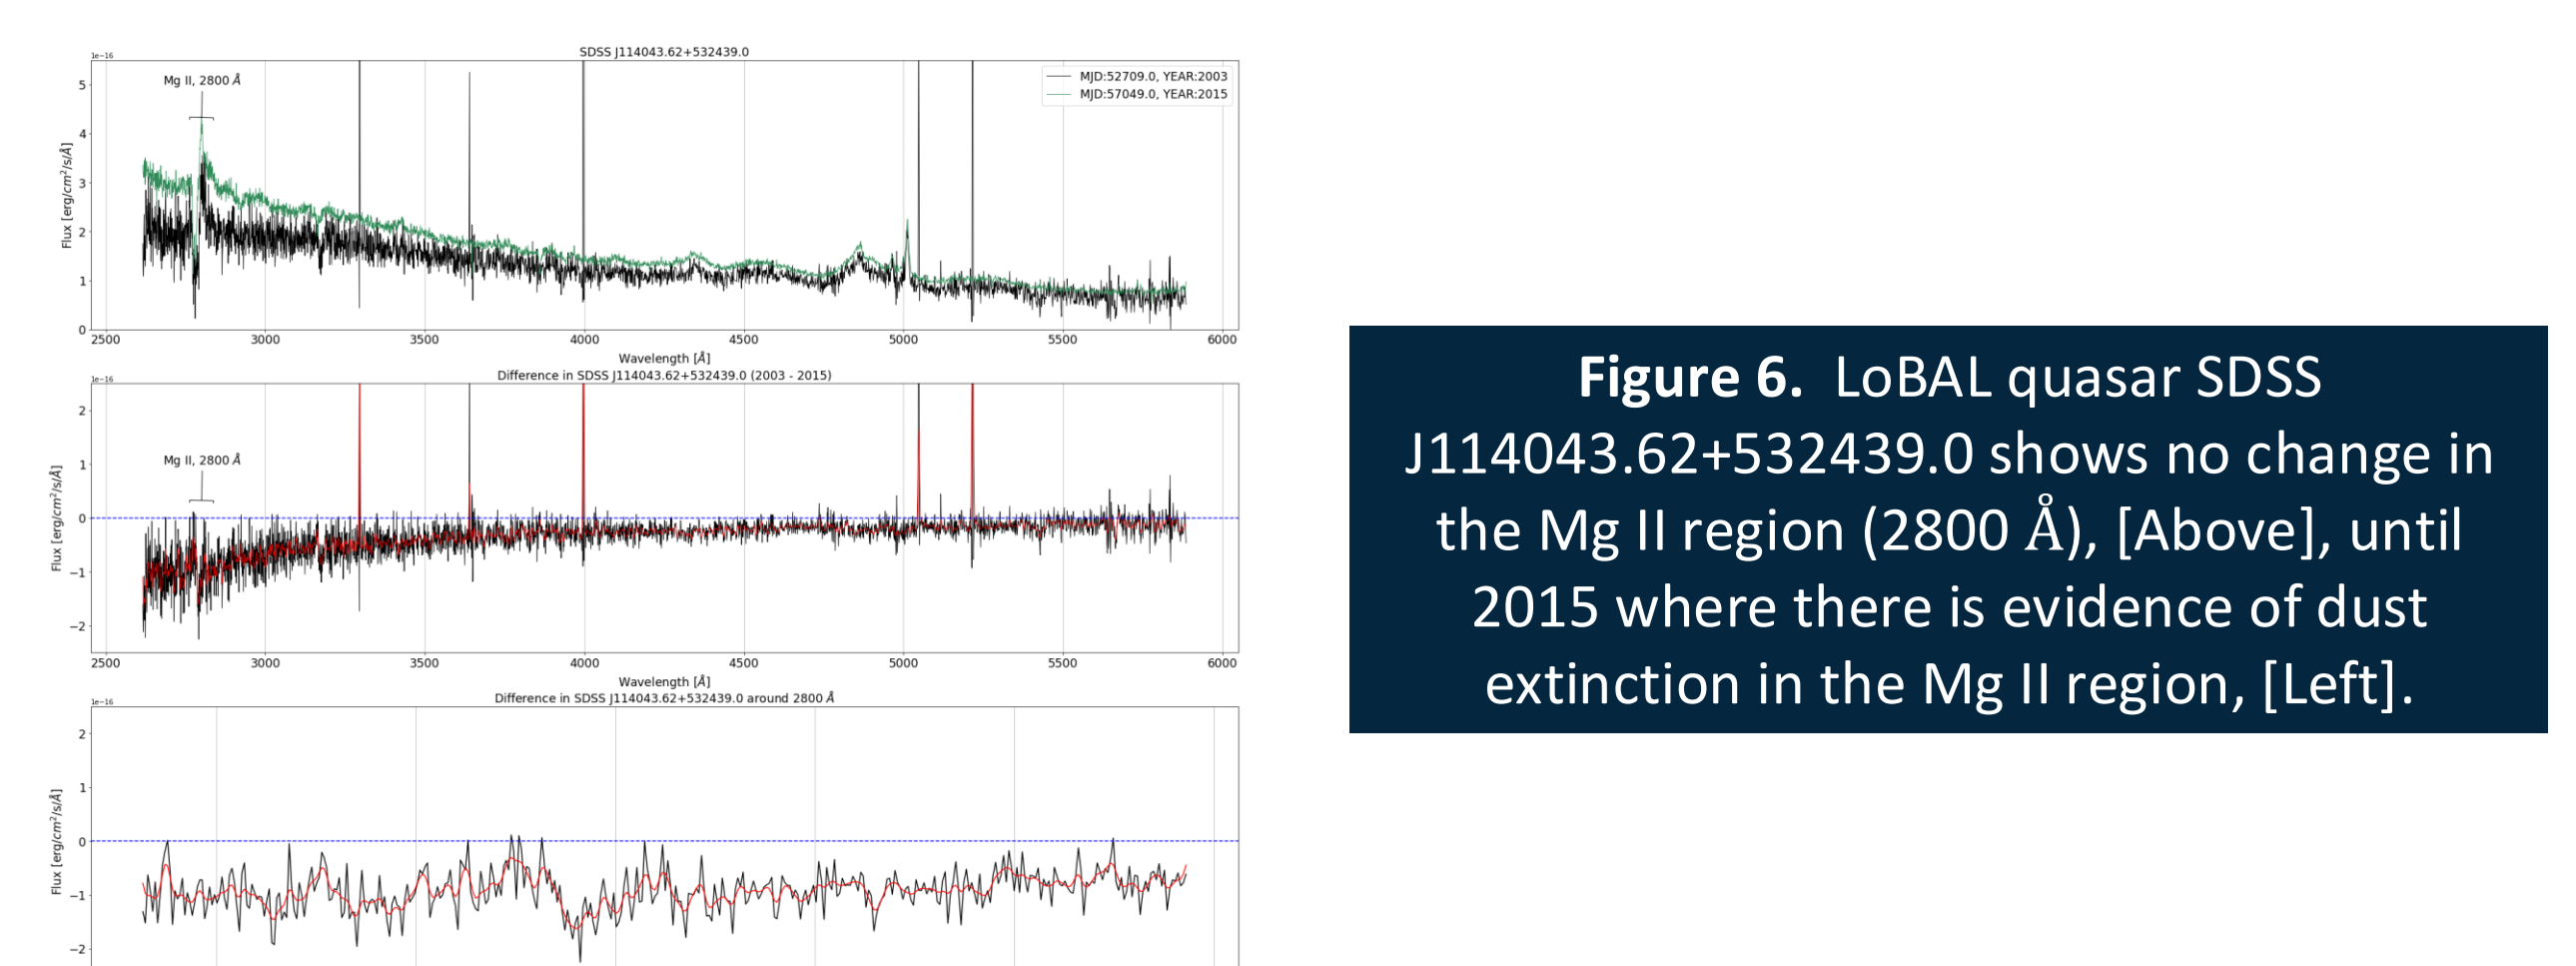 SDSS J114043.62+532439.0
1e−16
Mg II, 2800 Å
MJD:52709.0, YEAR:2003
MJD:57049.0, YEAR:2015
5
4
3
2
1
0
Flux [erg/cm²/s/Å]
2500 3000 3500 4000 4500 5000 5500 6000
Wavelength [Å]
Difference in SDSS J114043.62+532439.0 (2003 - 2015)
1e−16
2
1
0
−1
−2
Mg II, 2800 Å
Flux [erg/cm²/s/Å]
2500 3000 3500 4000 4500 5000 5500 6000
Wavelength [Å]
Difference in SDSS J114043.62+532439.0 around 2800 Å
1e−16
2
1
0
−1
−2
Flux [erg/cm²/s/Å]
Figure 6. LoBAL quasar SDSS
J114043.62+532439.0 shows no change in
the Mg II region (2800 Å), [Above], until
2015 where there is evidence of dust
extinction in the Mg II region, [Left].